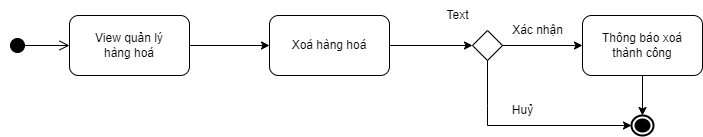 View quản lý
hàng hoá
Xoá hàng hoá
Text
Xác nhận
Thông báo xoá
thành công
Huỷ